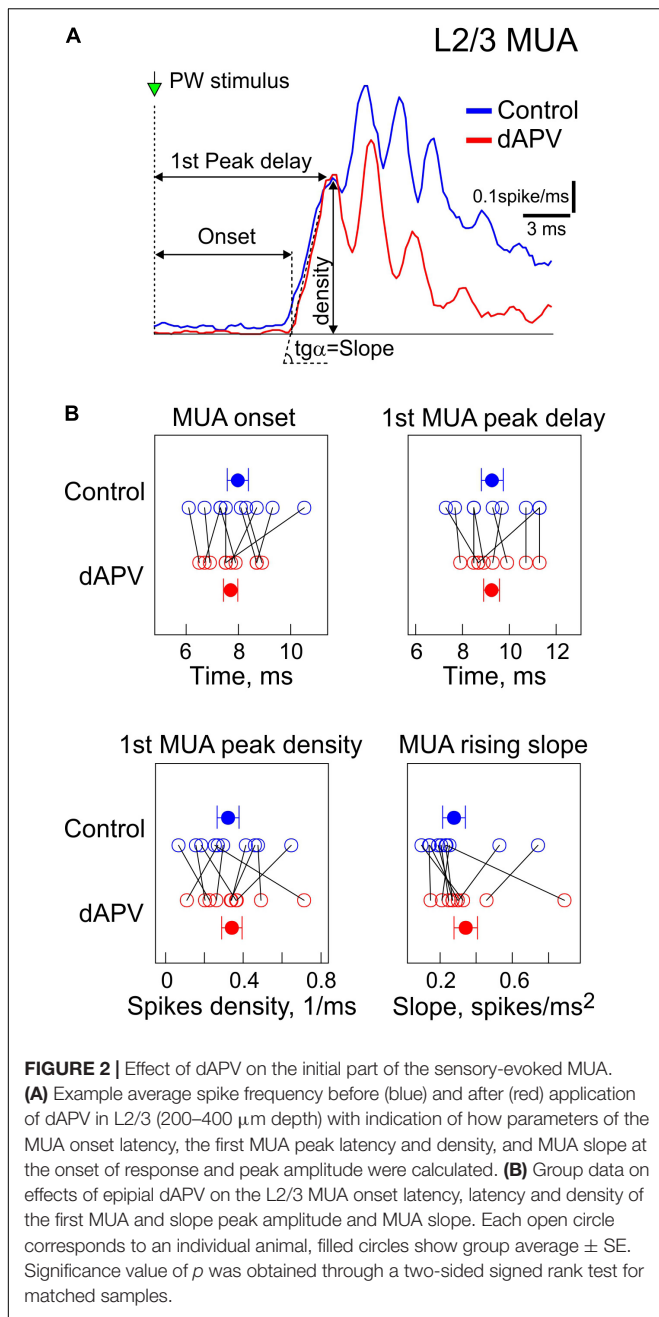 A
L2/3 MUA
PW stimulus
Control
dAPV
1st Peak delay
0.1spike/ms
3 ms
Onset
density
tgα=Slope
B
MUA onset
1st MUA peak delay
Control
dAPV
6 8 10
6 8 10 12
Time, ms
Time, ms
1st MUA peak density
MUA rising slope
Control
dAPV
0 0.4 0.8
0.2 0.6
Spikes density, 1/ms
Slope, spikes/ms²
FIGURE 2 | Effect of dAPV on the initial part of the sensory-evoked MUA.
(A) Example average spike frequency before (blue) and after (red) application
of dAPV in L2/3 (200–400 μm depth) with indication of how parameters of
the MUA onset latency, the first MUA peak latency and density, and MUA slope at
the onset of response and peak amplitude were calculated. (B) Group data on
effects of epipial dAPV on the L2/3 MUA onset latency, latency and density of
the first MUA and slope peak amplitude and MUA slope. Each open circle
corresponds to an individual animal, filled circles show group average ± SE.
Significance value of p was obtained through a two-sided signed rank test for
matched samples.